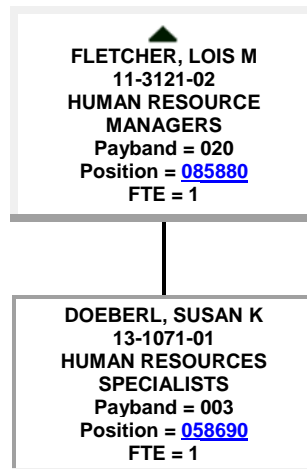 FLETCHER, LOIS M
11-3121-02
HUMAN RESOURCE
MANAGERS
Payband = 020
Position = 085880
FTE = 1
DOEBERL, SUSAN K
13-1071-01
HUMAN RESOURCES
SPECIALISTS
Payband = 003
Position = 058690
FTE = 1